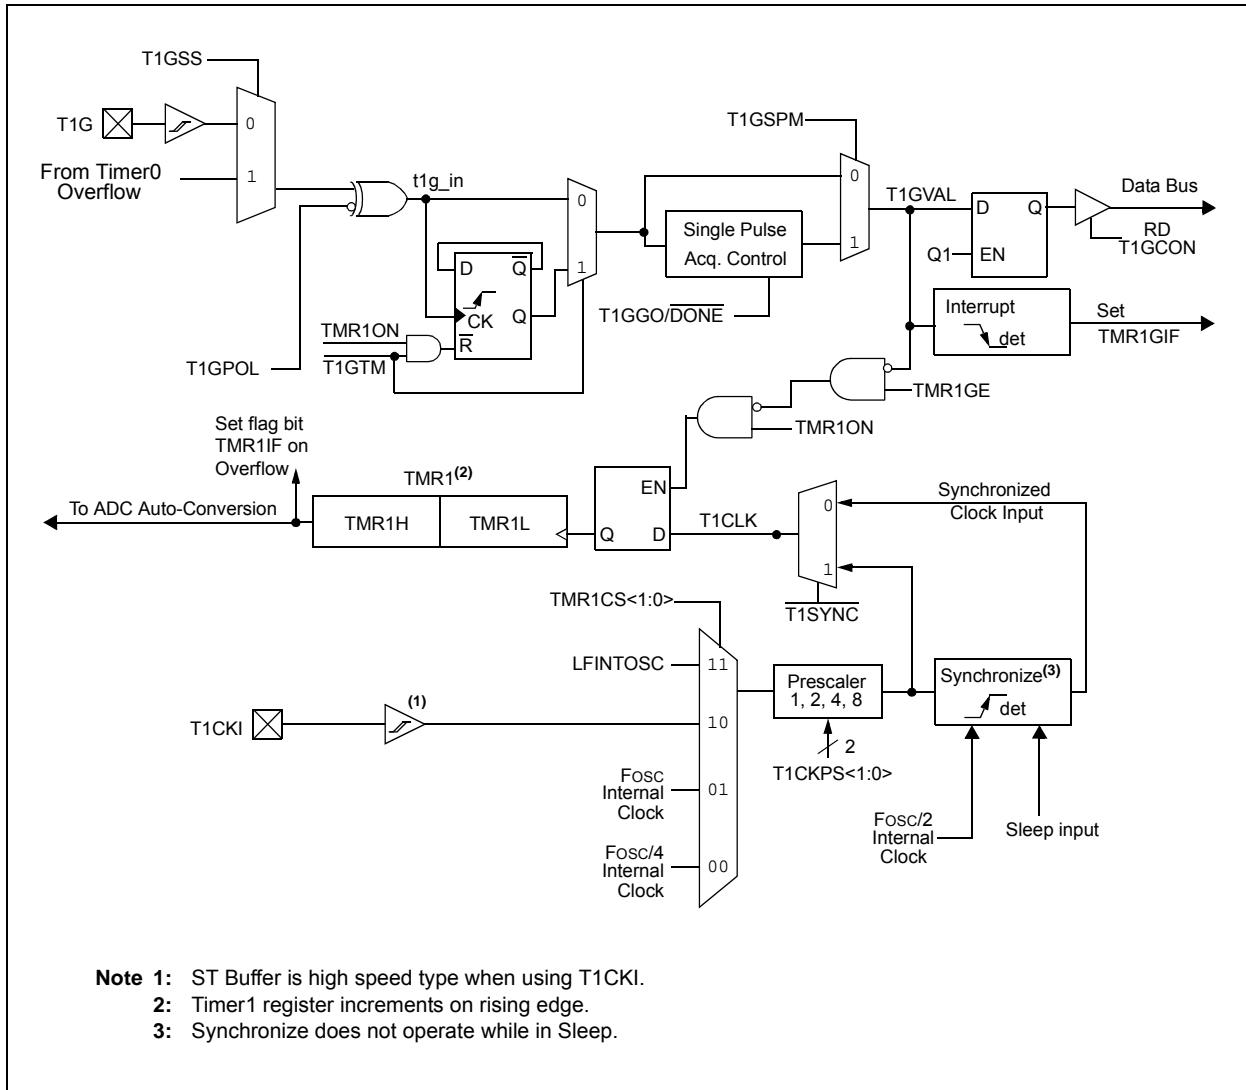 T1GSS
T1G
0
From Timer0
Overflow
1
T1GPOL
t1g_in
0
1
D
Q
CK
Q
R
TMR1ON
T1GTM
T1GSPM
0
1
Single Pulse
Acq. Control
T1GGO/DONE
T1GVAL
D
Q
Q1
EN
Data Bus
RD
T1GCON
Interrupt
det
Set
TMR1GIF
TMR1GE
TMR1ON
Set flag bit
TMR1IF on
Overflow
To ADC Auto-Conversion
TMR1(2)
TMR1H
TMR1L
EN
Q
D
T1CLK
0
1
T1SYNC
Synchronized
Clock Input
TMR1CS<1:0>
LFINTOSC
11
T1CKI
(1)
10
FOSC
Internal
Clock
01
FOSC/4
Internal
Clock
00
Prescaler
1, 2, 4, 8
2
T1CKPS<1:0>
Synchronize(3)
det
FOSC/2
Internal
Clock
Sleep input
Note 1: ST Buffer is high speed type when using T1CKI.
2: Timer1 register increments on rising edge.
3: Synchronize does not operate while in Sleep.